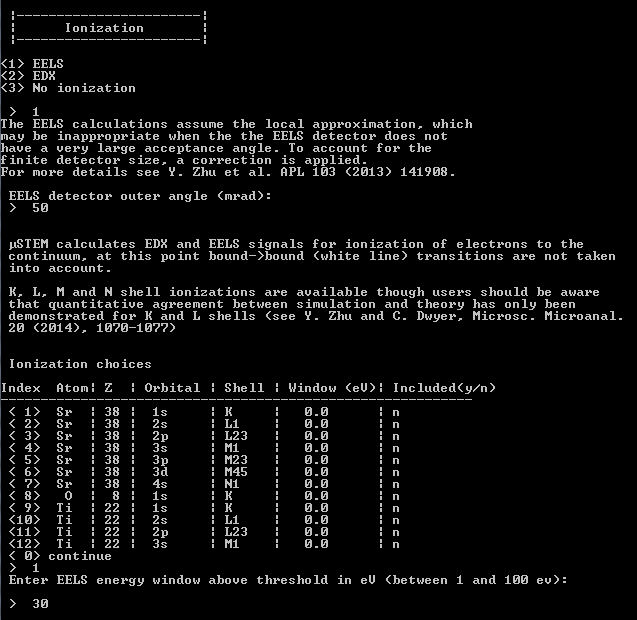 |-----------------------|
|      Ionization       |
|-----------------------|
<1> EELS
<2> EDX
<3> No ionization
> 1
The EELS calculations assume the local approximation, which
may be inappropriate when the the EELS detector does not
have a very large acceptance angle. To account for the
finite detector size, a correction is applied.
For more details see Y. Zhu et al. APL 103 (2013) 141908.
EELS detector outer angle (mrad):
> 50
µSTEM calculates EDX and EELS signals for ionization of electrons to the
continuum, at this point bound->bound (white line) transitions are not taken
into account.
K, L, M and N shell ionizations are available though users should be aware
that quantitative agreement between simulation and theory has only been
demonstrated for K and L shells (see Y. Zhu and C. Dwyer, Microsc. Microanal.
20 (2014), 1070-1077)
Ionization choices
Index  Atom| Z  | Orbital | Shell | Window (eV)| Included(y/n)
-----------------------------------------------------------
< 1>  Sr  | 38 |  1s     | K     |   0.0      | n
< 2>  Sr  | 38 |  2s     | L1    |   0.0      | n
< 3>  Sr  | 38 |  2p     | L23   |   0.0      | n
< 4>  Sr  | 38 |  3s     | M1    |   0.0      | n
< 5>  Sr  | 38 |  3p     | M23   |   0.0      | n
< 6>  Sr  | 38 |  3d     | M45   |   0.0      | n
< 7>  Sr  | 38 |  4s     | N1    |   0.0      | n
< 8>   O  |  8 |  1s     | K     |   0.0      | n
< 9>  Ti  | 22 |  1s     | K     |   0.0      | n
<10>  Ti  | 22 |  2s     | L1    |   0.0      | n
<11>  Ti  | 22 |  2p     | L23   |   0.0      | n
<12>  Ti  | 22 |  3s     | M1    |   0.0      | n
< 0> continue
> 1
Enter EELS energy window above threshold in eV (between 1 and 100 ev):
> 30